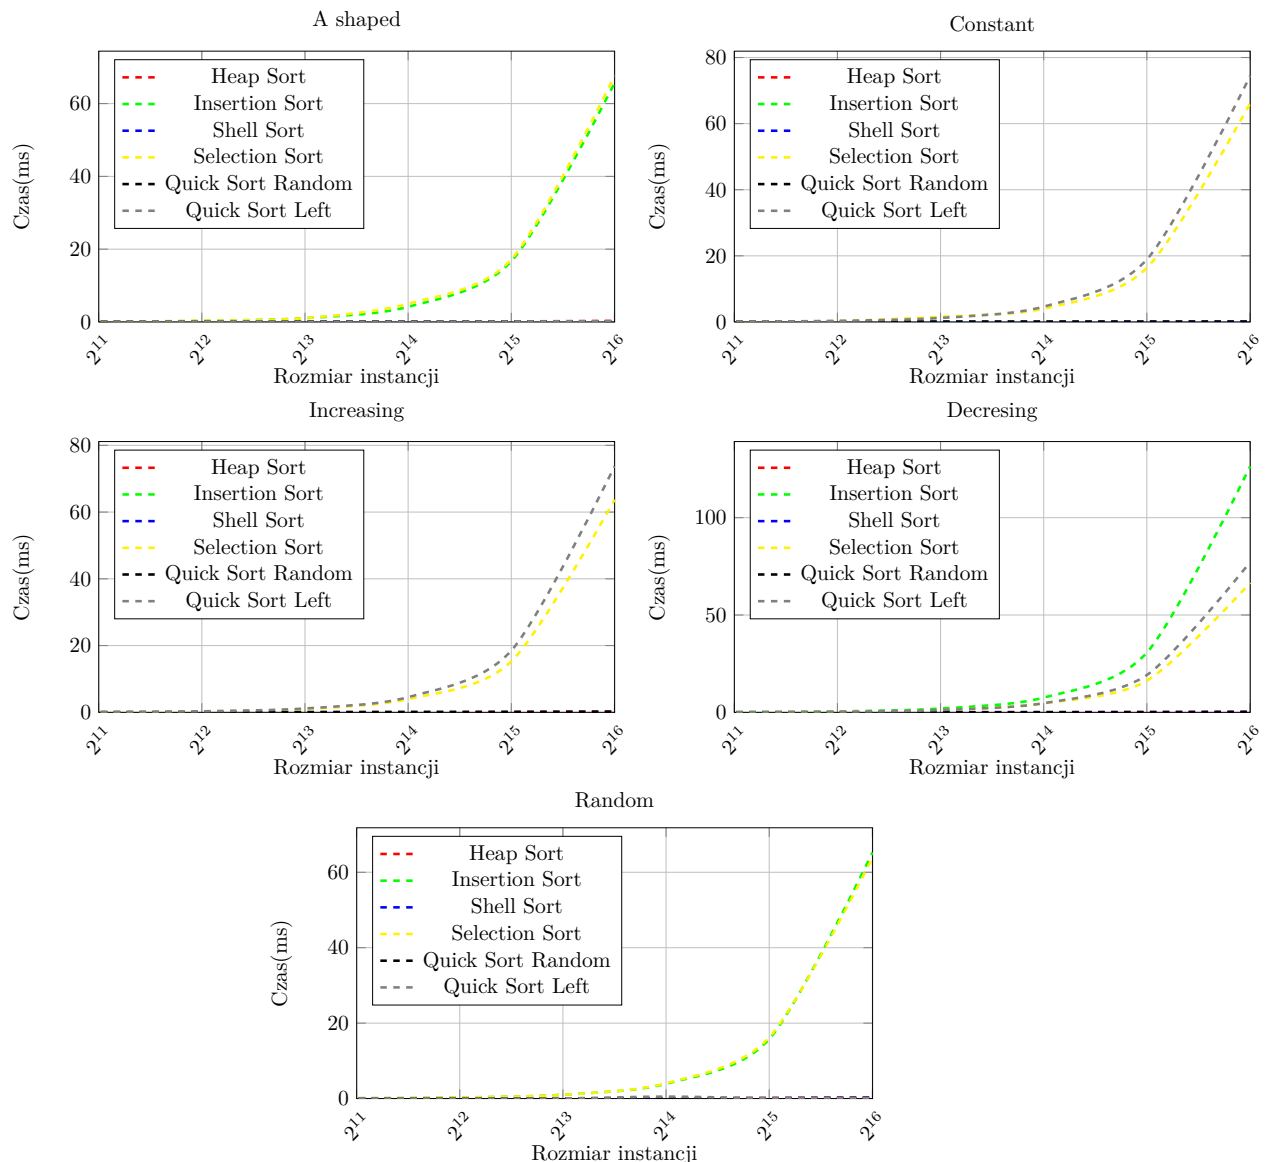 A shaped
Czas(ms)
60
40
20
0
Heap Sort
Insertion Sort
Shell Sort
Selection Sort
Quick Sort Random
Quick Sort Left
2^11
2^12
2^13
2^14
2^15
2^16
Rozmiar instancji
Constant
Czas(ms)
80
60
40
20
0
Heap Sort
Insertion Sort
Shell Sort
Selection Sort
Quick Sort Random
Quick Sort Left
2^11
2^12
2^13
2^14
2^15
2^16
Rozmiar instancji
Increasing
Czas(ms)
80
60
40
20
0
Heap Sort
Insertion Sort
Shell Sort
Selection Sort
Quick Sort Random
Quick Sort Left
2^11
2^12
2^13
2^14
2^15
2^16
Rozmiar instancji
Decresing
Czas(ms)
100
50
0
Heap Sort
Insertion Sort
Shell Sort
Selection Sort
Quick Sort Random
Quick Sort Left
2^11
2^12
2^13
2^14
2^15
2^16
Rozmiar instancji
Random
Czas(ms)
60
40
20
0
Heap Sort
Insertion Sort
Shell Sort
Selection Sort
Quick Sort Random
Quick Sort Left
2^11
2^12
2^13
2^14
2^15
2^16
Rozmiar instancji